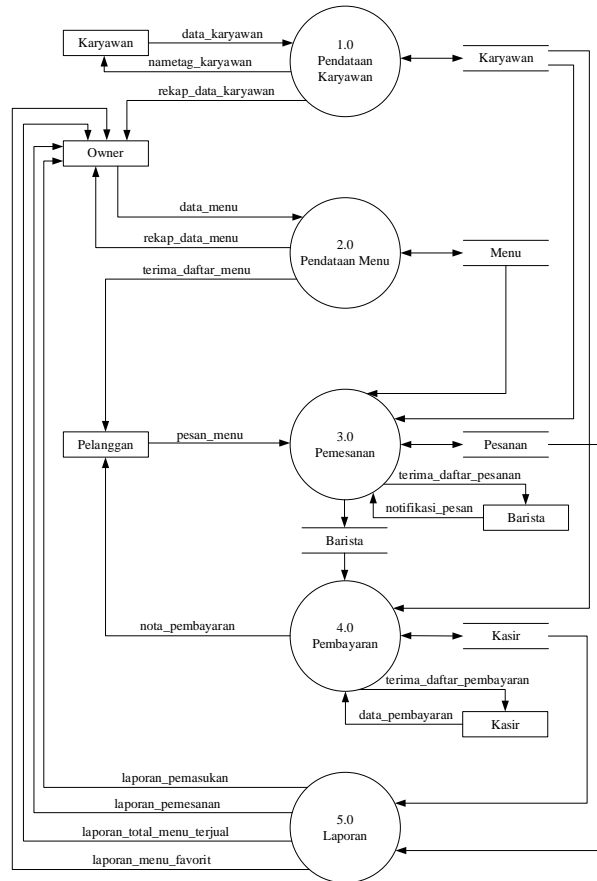 data_karyawan
Karyawan
nametag_karyawan
1.0
Pendataan
Karyawan
Karyawan
rekap_data_karyawan
Owner
data_menu
rekap_data_menu
2.0
Pendataan Menu
Menu
terima_daftar_menu
Pelanggan
pesan_menu
3.0
Pemesanan
Pesanan
terima_daftar_pesanan
notifikasi_pesan
Barista
Barista
nota_pembayaran
4.0
Pembayaran
Kasir
terima_daftar_pembayaran
data_pembayaran
Kasir
laporan_pemasukan
laporan_pemesanan
laporan_total_menu_terjual
laporan_menu_favorit
5.0
Laporan